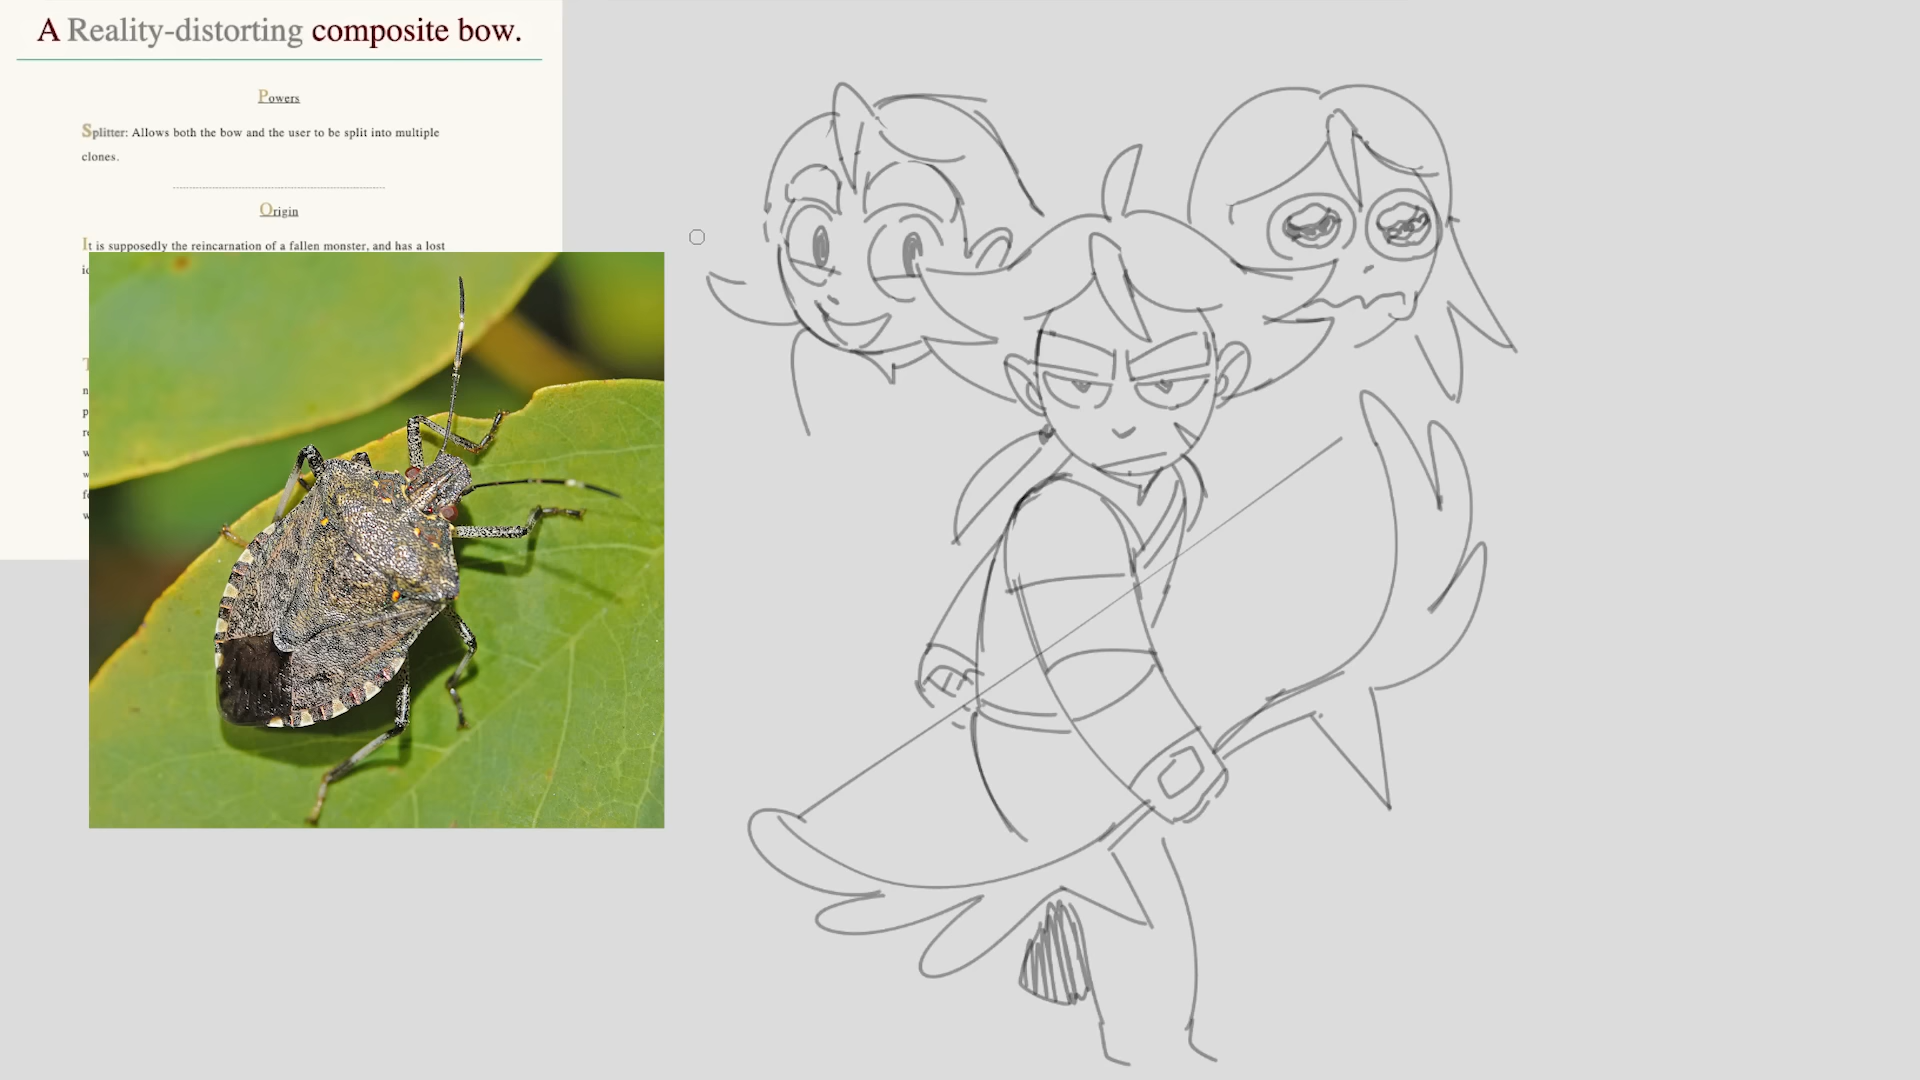 A Reality-distorting composite bow.
Powers
Splitter: Allows both the bow and the user to be split into multiple
clones.
Origin
It is supposedly the reincarnation of a fallen monster, and has a lost